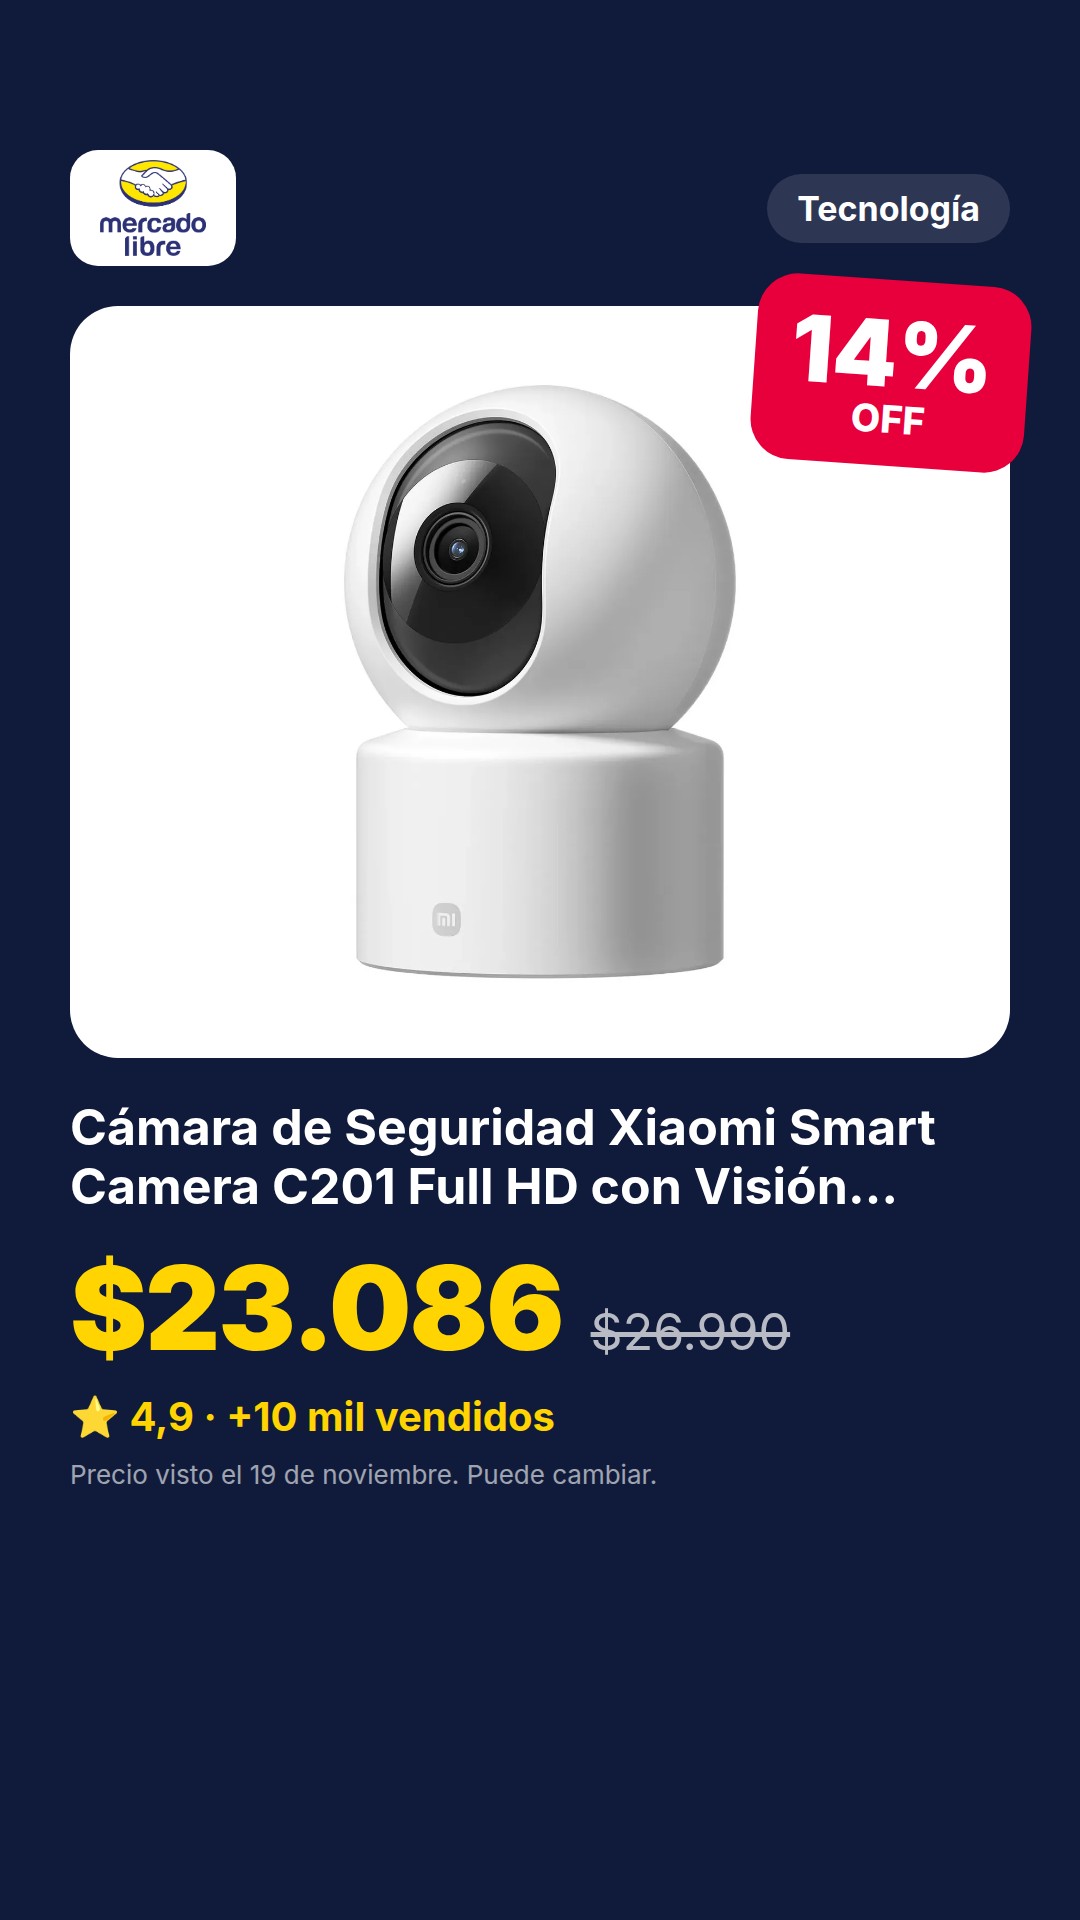 mercado
libre
Tecnología
14%
OFF
mi
Cámara de Seguridad Xiaomi Smart
Camera C201 Full HD con Visión...
$23.086 $26.990
⭐ 4,9 · +10 mil vendidos
Precio visto el 19 de noviembre. Puede cambiar.